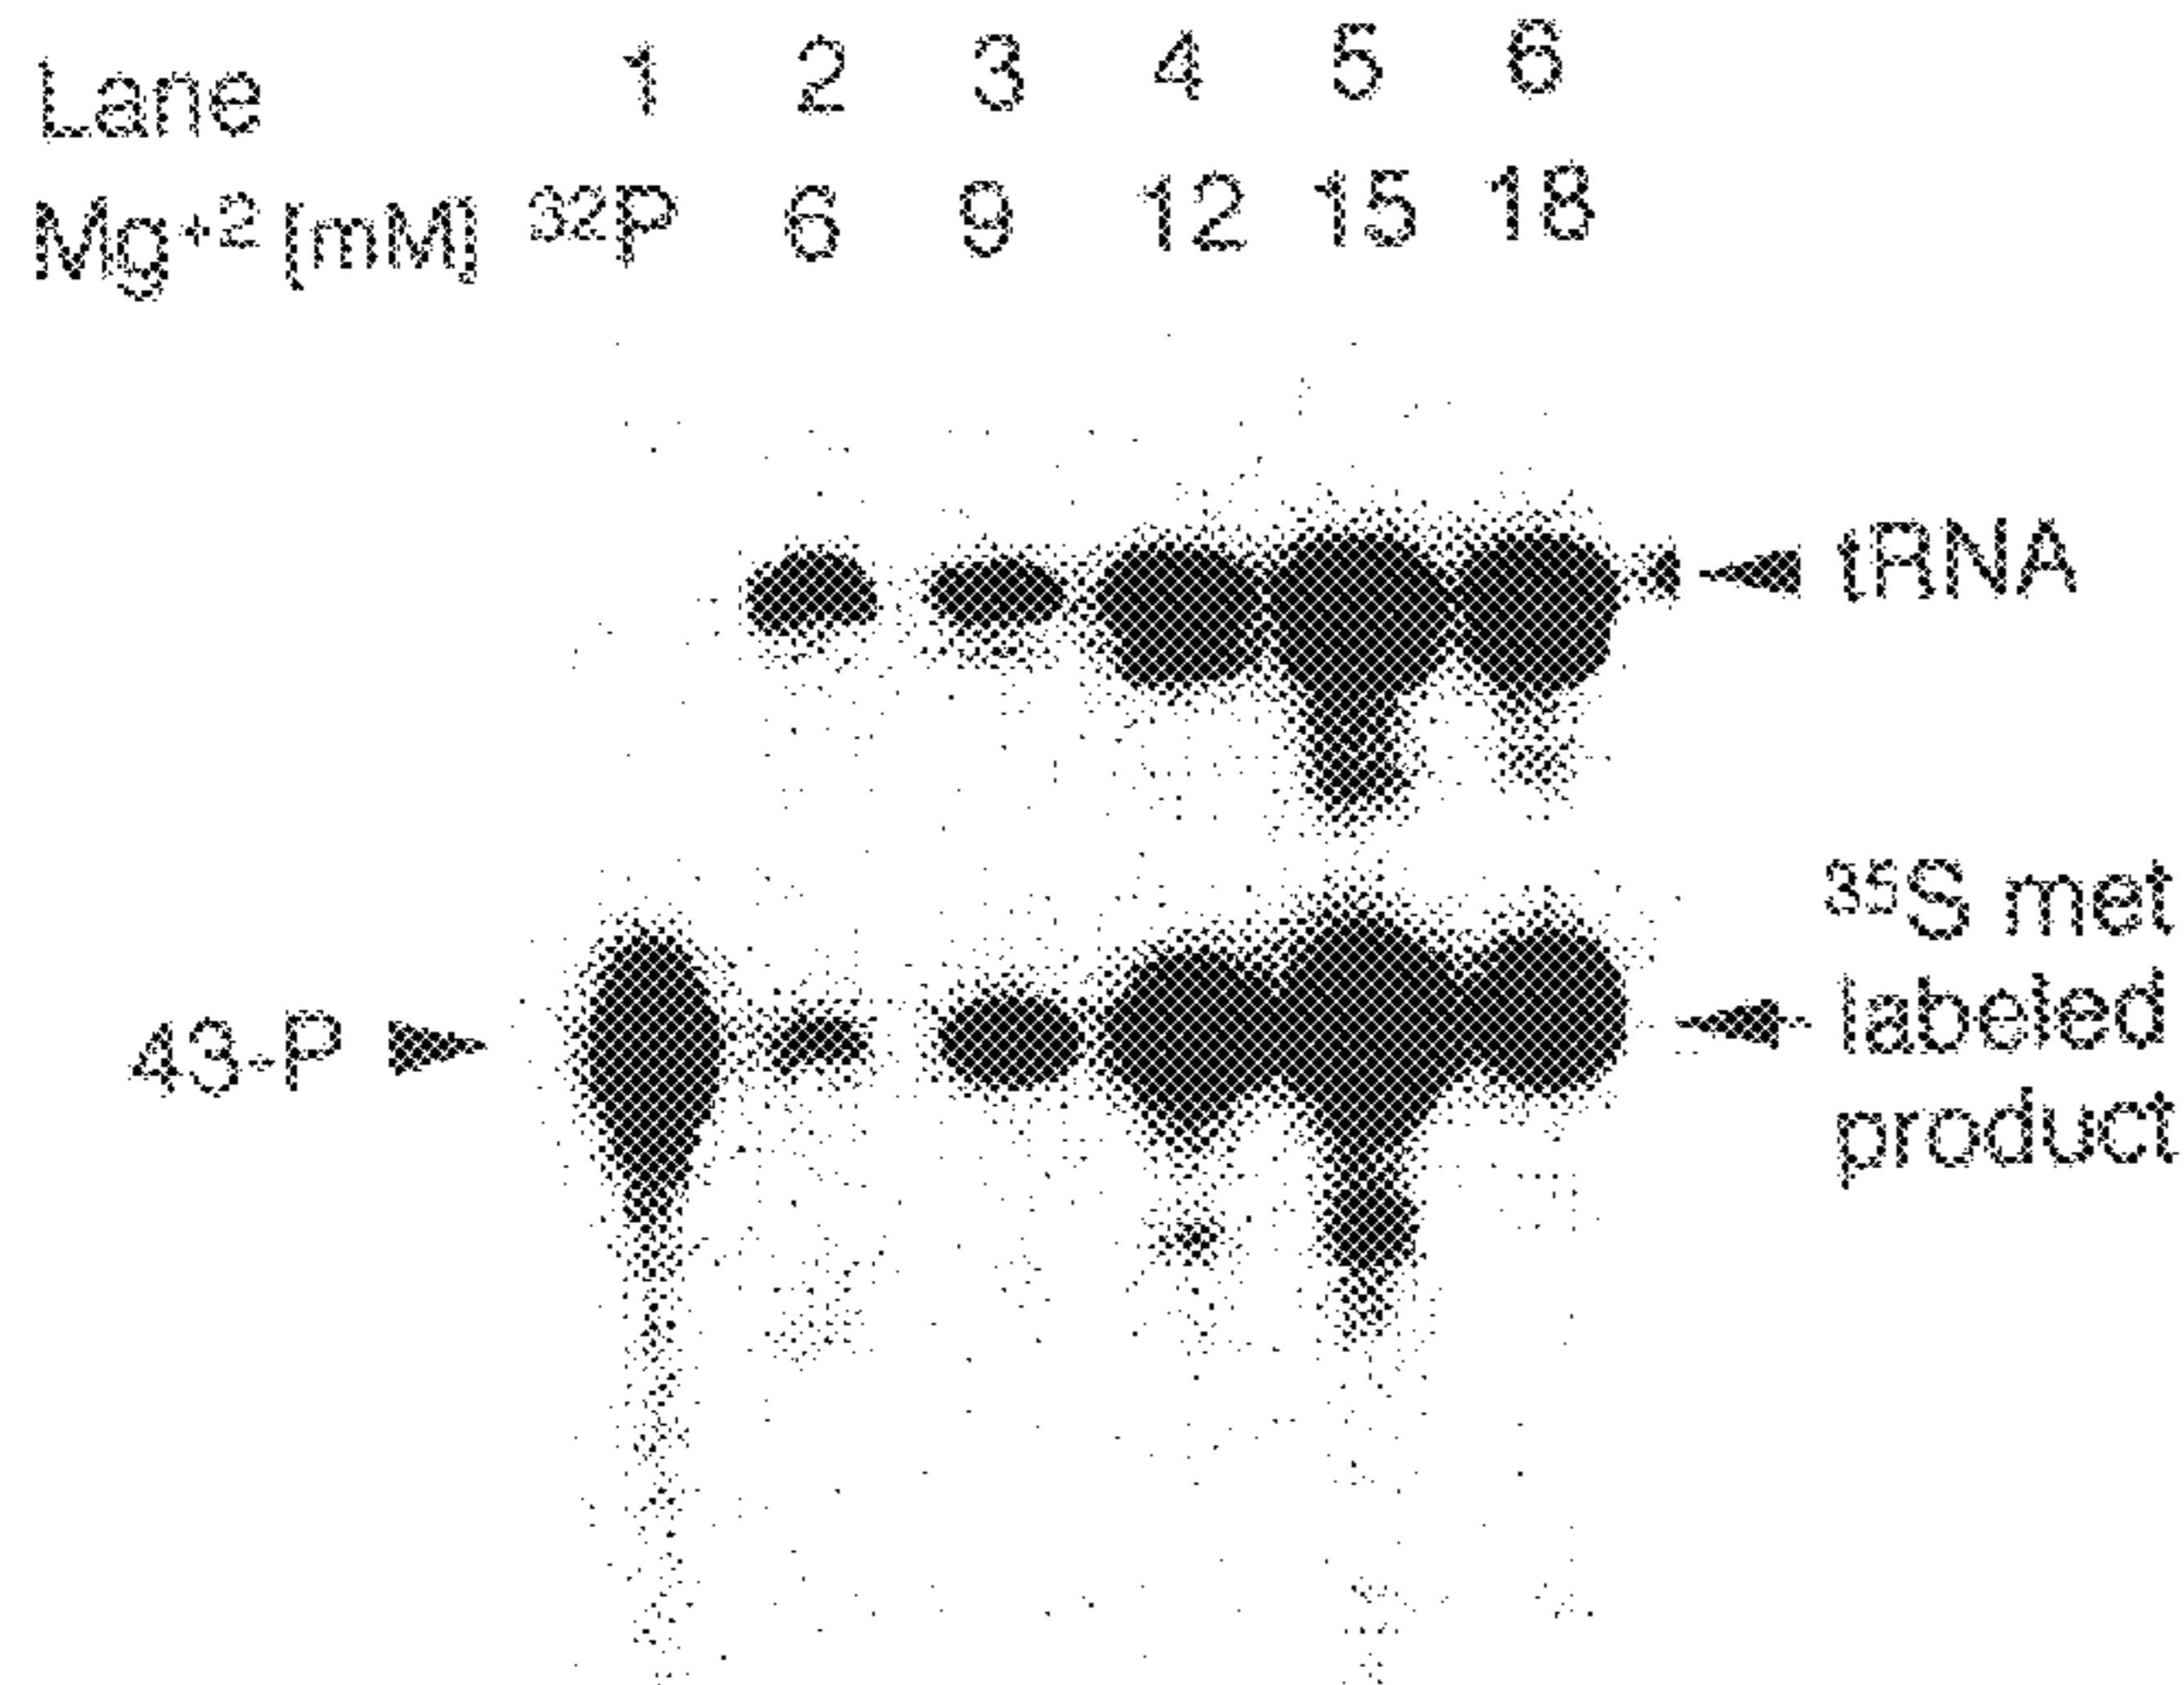 Lane 1 2 3 4 5 6
Mg⁺² [mM] ³²P 6 9 12 15 18
tRNA
³⁵S met
43-P labeled
product